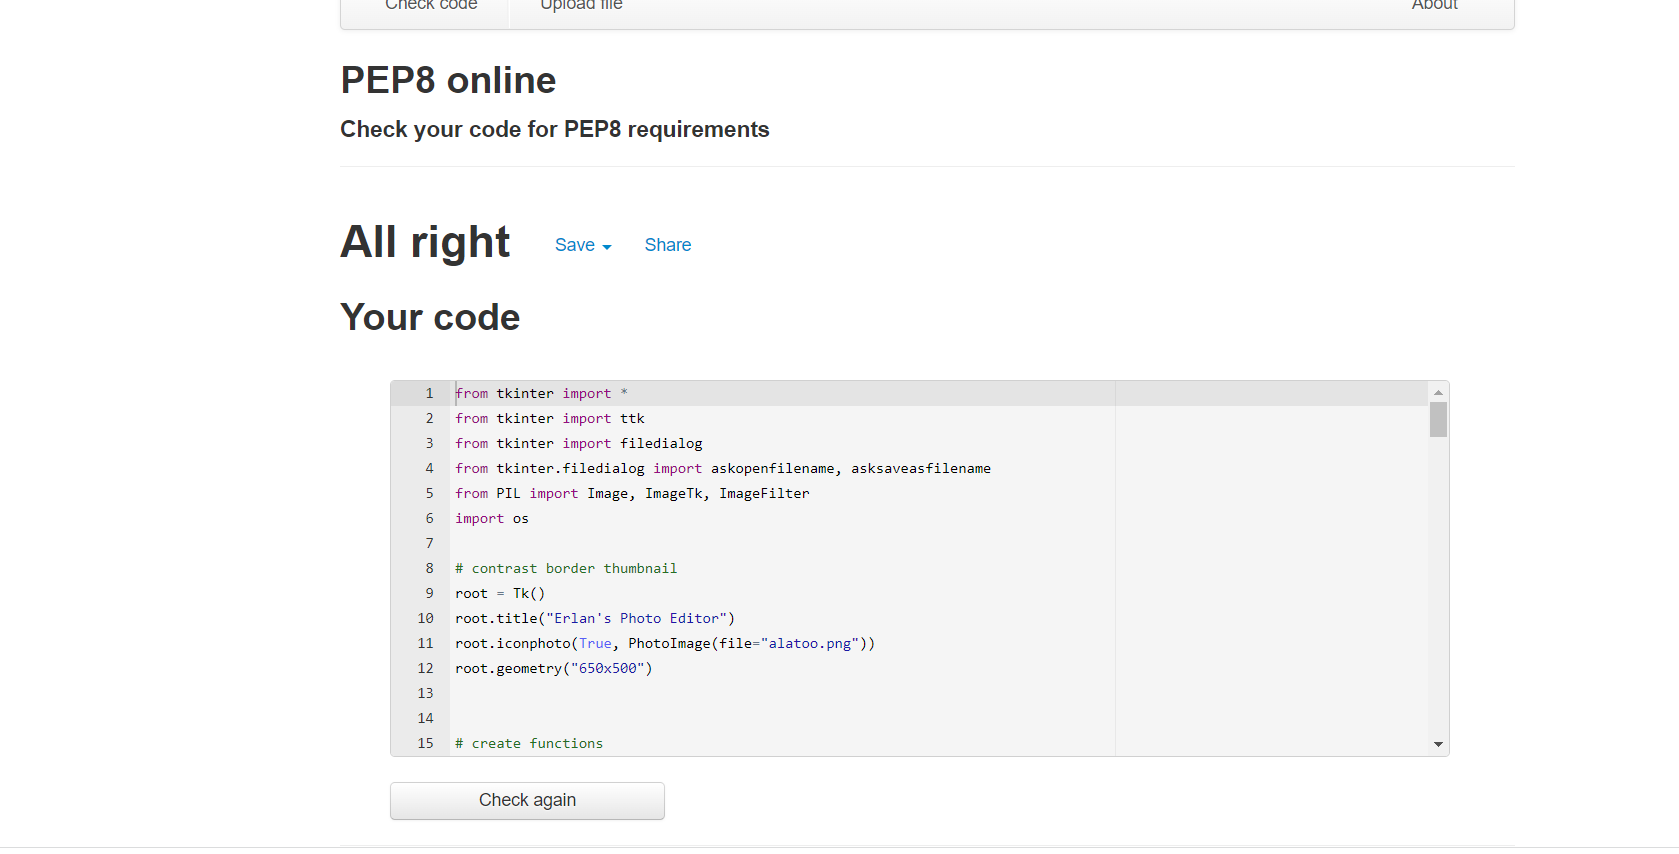 Check code Upload file About
PEP8 online
Check your code for PEP8 requirements
All right Save Share
Your code
1 from tkinter import *
2 from tkinter import ttk
3 from tkinter import filedialog
4 from tkinter.filedialog import askopenfilename, asksaveasfilename
5 from PIL import Image, ImageTk, ImageFilter
6 import os
7
8 # contrast border thumbnail
9 root = Tk()
10 root.title("Erlan's Photo Editor")
11 root.iconphoto(True, PhotoImage(file="alatoo.png"))
12 root.geometry("650x500")
13
14
15 # create functions
Check again